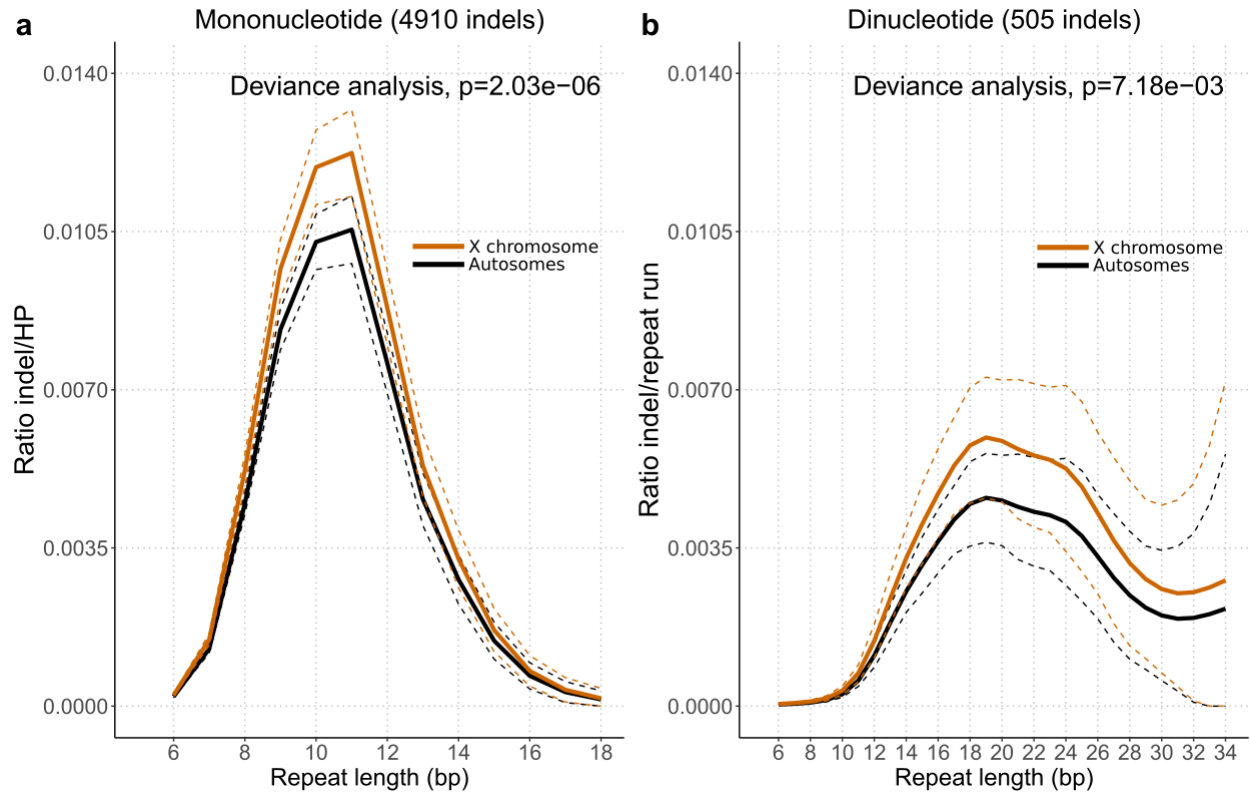 a
Mononucleotide (4910 indels)
Deviance analysis, p=2.03e−06
Ratio indel/HP
0.0140
0.0105
0.0070
0.0035
0.0000
X chromosome
Autosomes
6 8 10 12 14 16 18
Repeat length (bp)
b
Dinucleotide (505 indels)
Deviance analysis, p=7.18e−03
Ratio indel/repeat run
0.0140
0.0105
0.0070
0.0035
0.0000
X chromosome
Autosomes
6 8 10 12 14 16 18 20 22 24 26 28 30 32 34
Repeat length (bp)